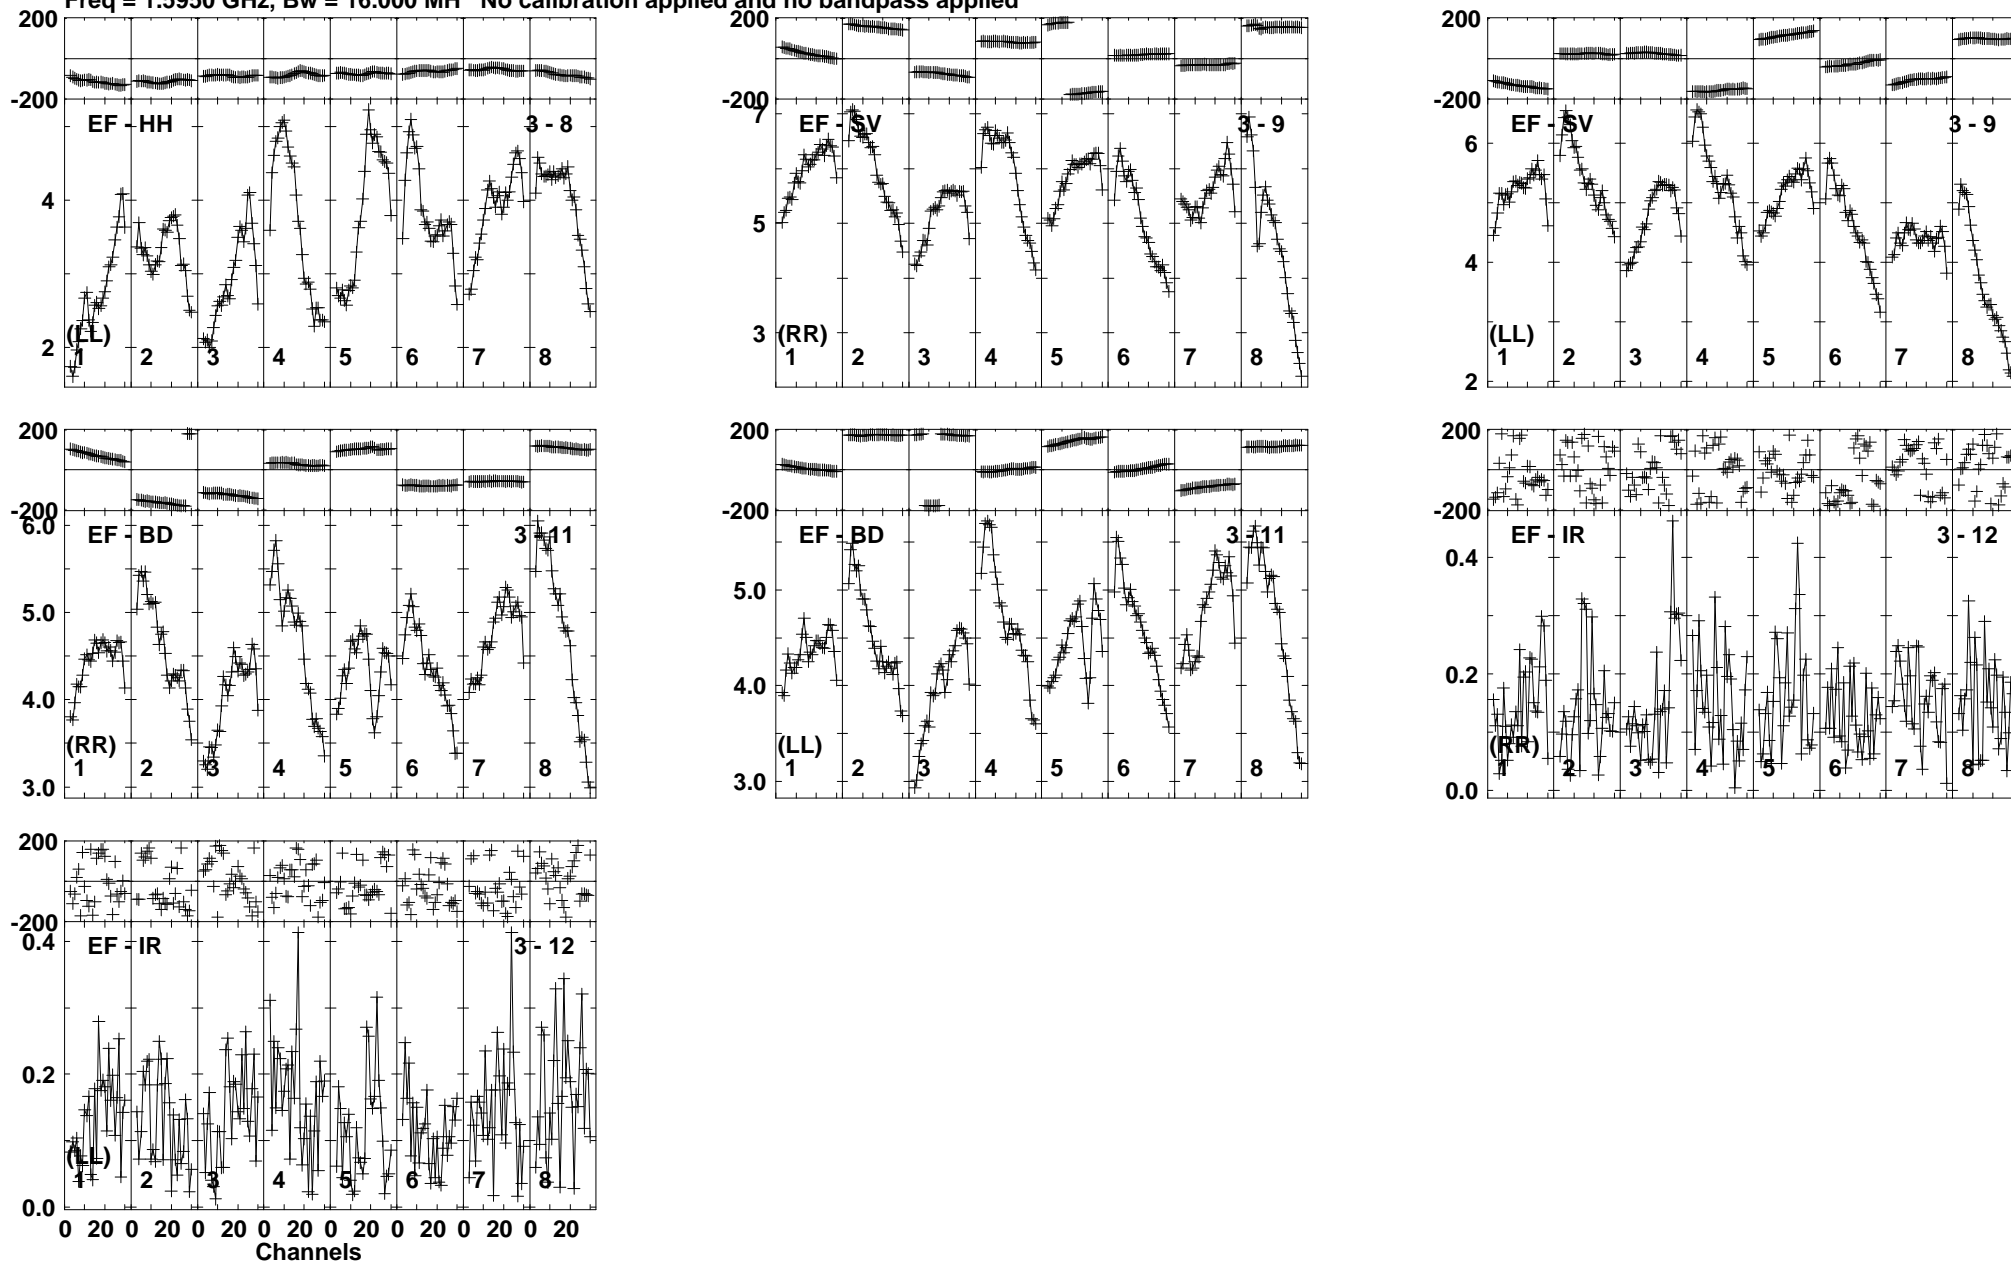 Freq = 1.5950 GHz, Bw = 16.000 MH No calibration applied and no bandpass applied
200
-200
EF - HH
3 - 8
4
2
(LL)
1 2 3 4 5 6 7 8
200
-200
7
5
3
EF - SV
3 - 9
(RR)
1 2 3 4 5 6 7 8
200
-200
6
4
2
EF - SV
3 - 9
(LL)
1 2 3 4 5 6 7 8
200
-200
6.0
5.0
4.0
3.0
EF - BD
3 - 11
(RR)
1 2 3 4 5 6 7 8
200
-200
5.0
4.0
3.0
EF - BD
3 - 11
(LL)
1 2 3 4 5 6 7 8
200
-200
0.4
0.2
0.0
EF - IR
3 - 12
(RR)
1 2 3 4 5 6 7 8
200
-200
0.4
0.2
0.0
EF - IR
3 - 12
(LL)
1 2 3 4 5 6 7 8
0 20 0 20 0 20 0 20 0 20 0 20 0 20 0 20
Channels